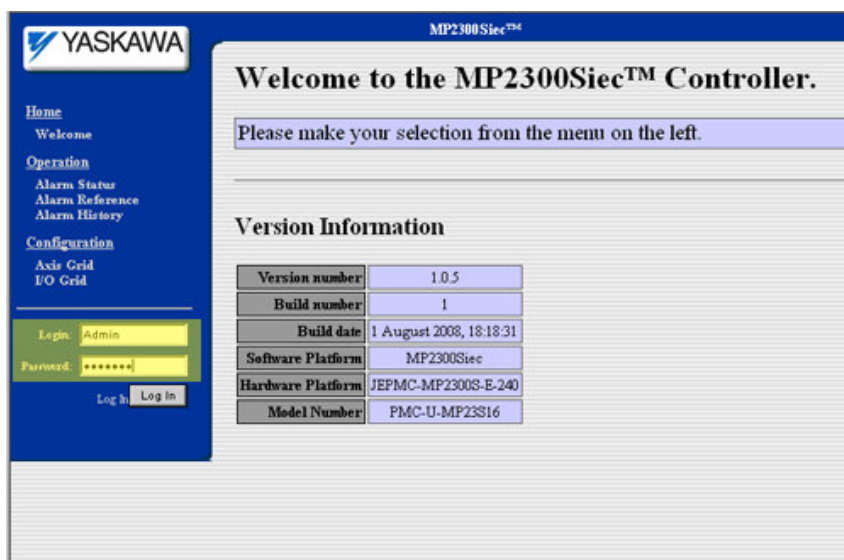 YASKAWA
MP2300Siec™
Welcome to the MP2300Siec™ Controller.
Please make your selection from the menu on the left.
Home
Welcome
Operation
Alarm Status
Alarm Reference
Alarm History
Configuration
Axis Grid
I/O Grid
Login: Admin
Password: •••••••
Log In Log In
Version Information
Version number 1.0.5
Build number 1
Build date 1 August 2008, 18:18:31
Software Platform MP2300Siec
Hardware Platform JEPMC-MP2300S-E-240
Model Number PMC-U-MP23S16